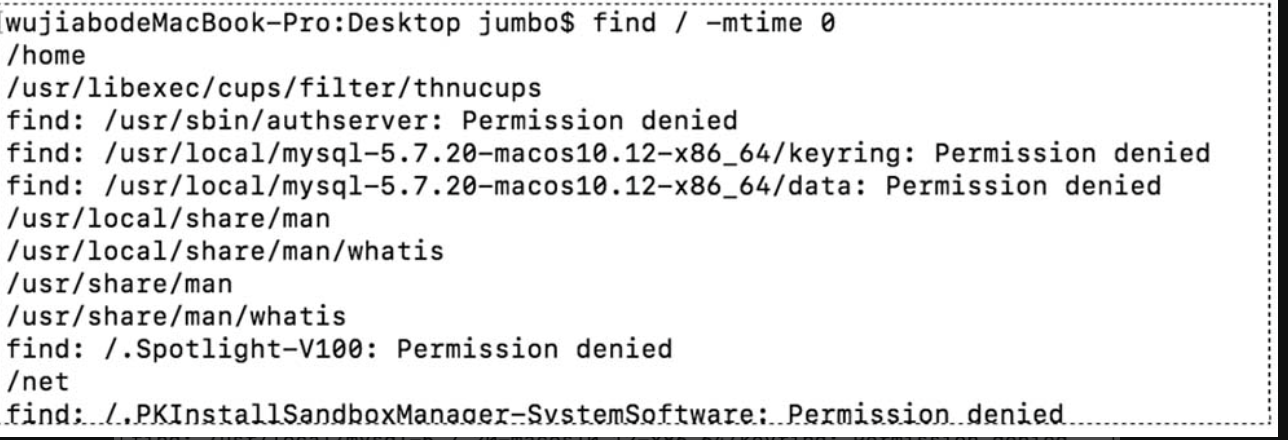 wujiabodeMacBook-Pro:Desktop jumbo$ find / -mtime 0
/home
/usr/libexec/cups/filter/thnucups
find: /usr/sbin/authserver: Permission denied
find: /usr/local/mysql-5.7.20-macos10.12-x86_64/keyring: Permission denied
find: /usr/local/mysql-5.7.20-macos10.12-x86_64/data: Permission denied
/usr/local/share/man
/usr/local/share/man/whatis
/usr/share/man
/usr/share/man/whatis
find: /.Spotlight-V100: Permission denied
/net
find: /.PKInstallSandboxManager-SystemSoftware: Permission denied